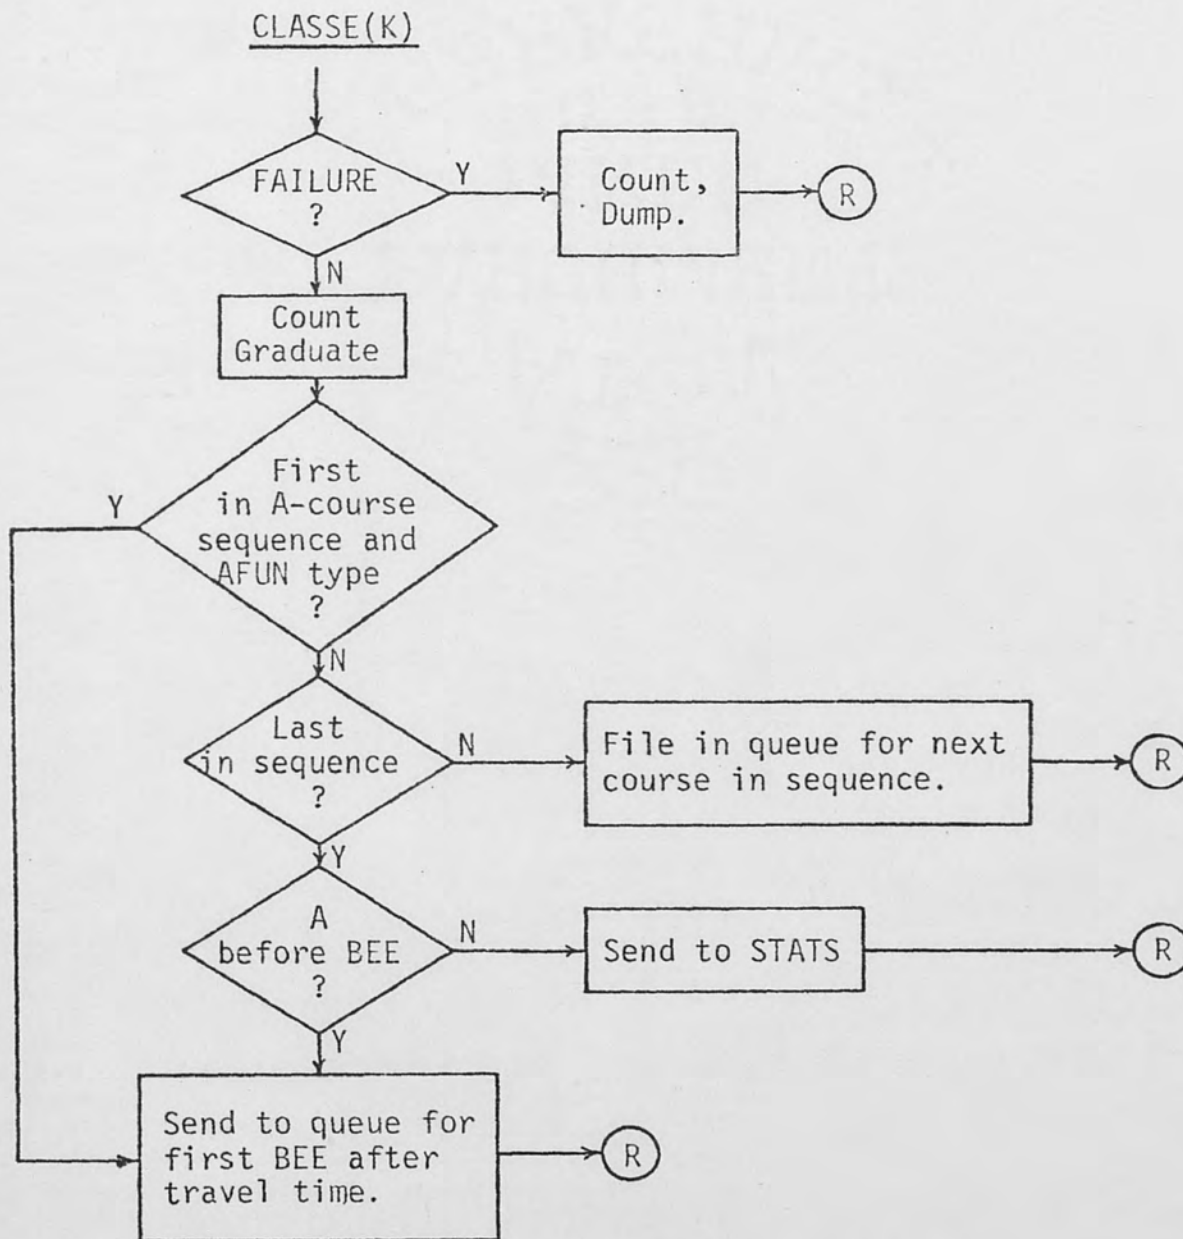 CLASSE(K)
FAILURE
?
Y
Count,
Dump.
R
N
Count
Graduate
Y
First
in A-course
sequence and
AFUN type
?
N
Last
in sequence
?
N
File in queue for next
course in sequence.
R
Y
A
before BEE
?
N
Send to STATS
R
Y
Send to queue for
first BEE after
travel time.
R